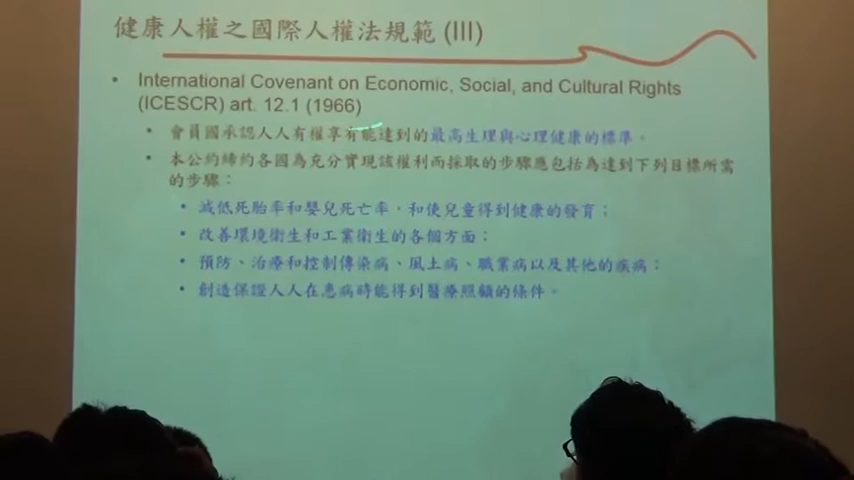 健康人權之國際人權法規範(III)
• International Covenant on Economic, Social, and Cultural Rights
(ICESCR) art. 12.1 (1966)
• 會員國承認人人有權享有能達到的最高生理與心理健康的標準。
• 本公約締約各國為充分實現該權利而採取的步驟應包括為達到下列目標所需
的步驟：
• 減低死胎率和嬰兒死亡率，和使兒童得到健康的發育；
• 改善環境衛生和工業衛生的各個方面；
• 預防、治療和控制傳染病、風土病、職業病以及其他的疾病；
• 創造保證人人在患病時能得到醫療照顧的條件。